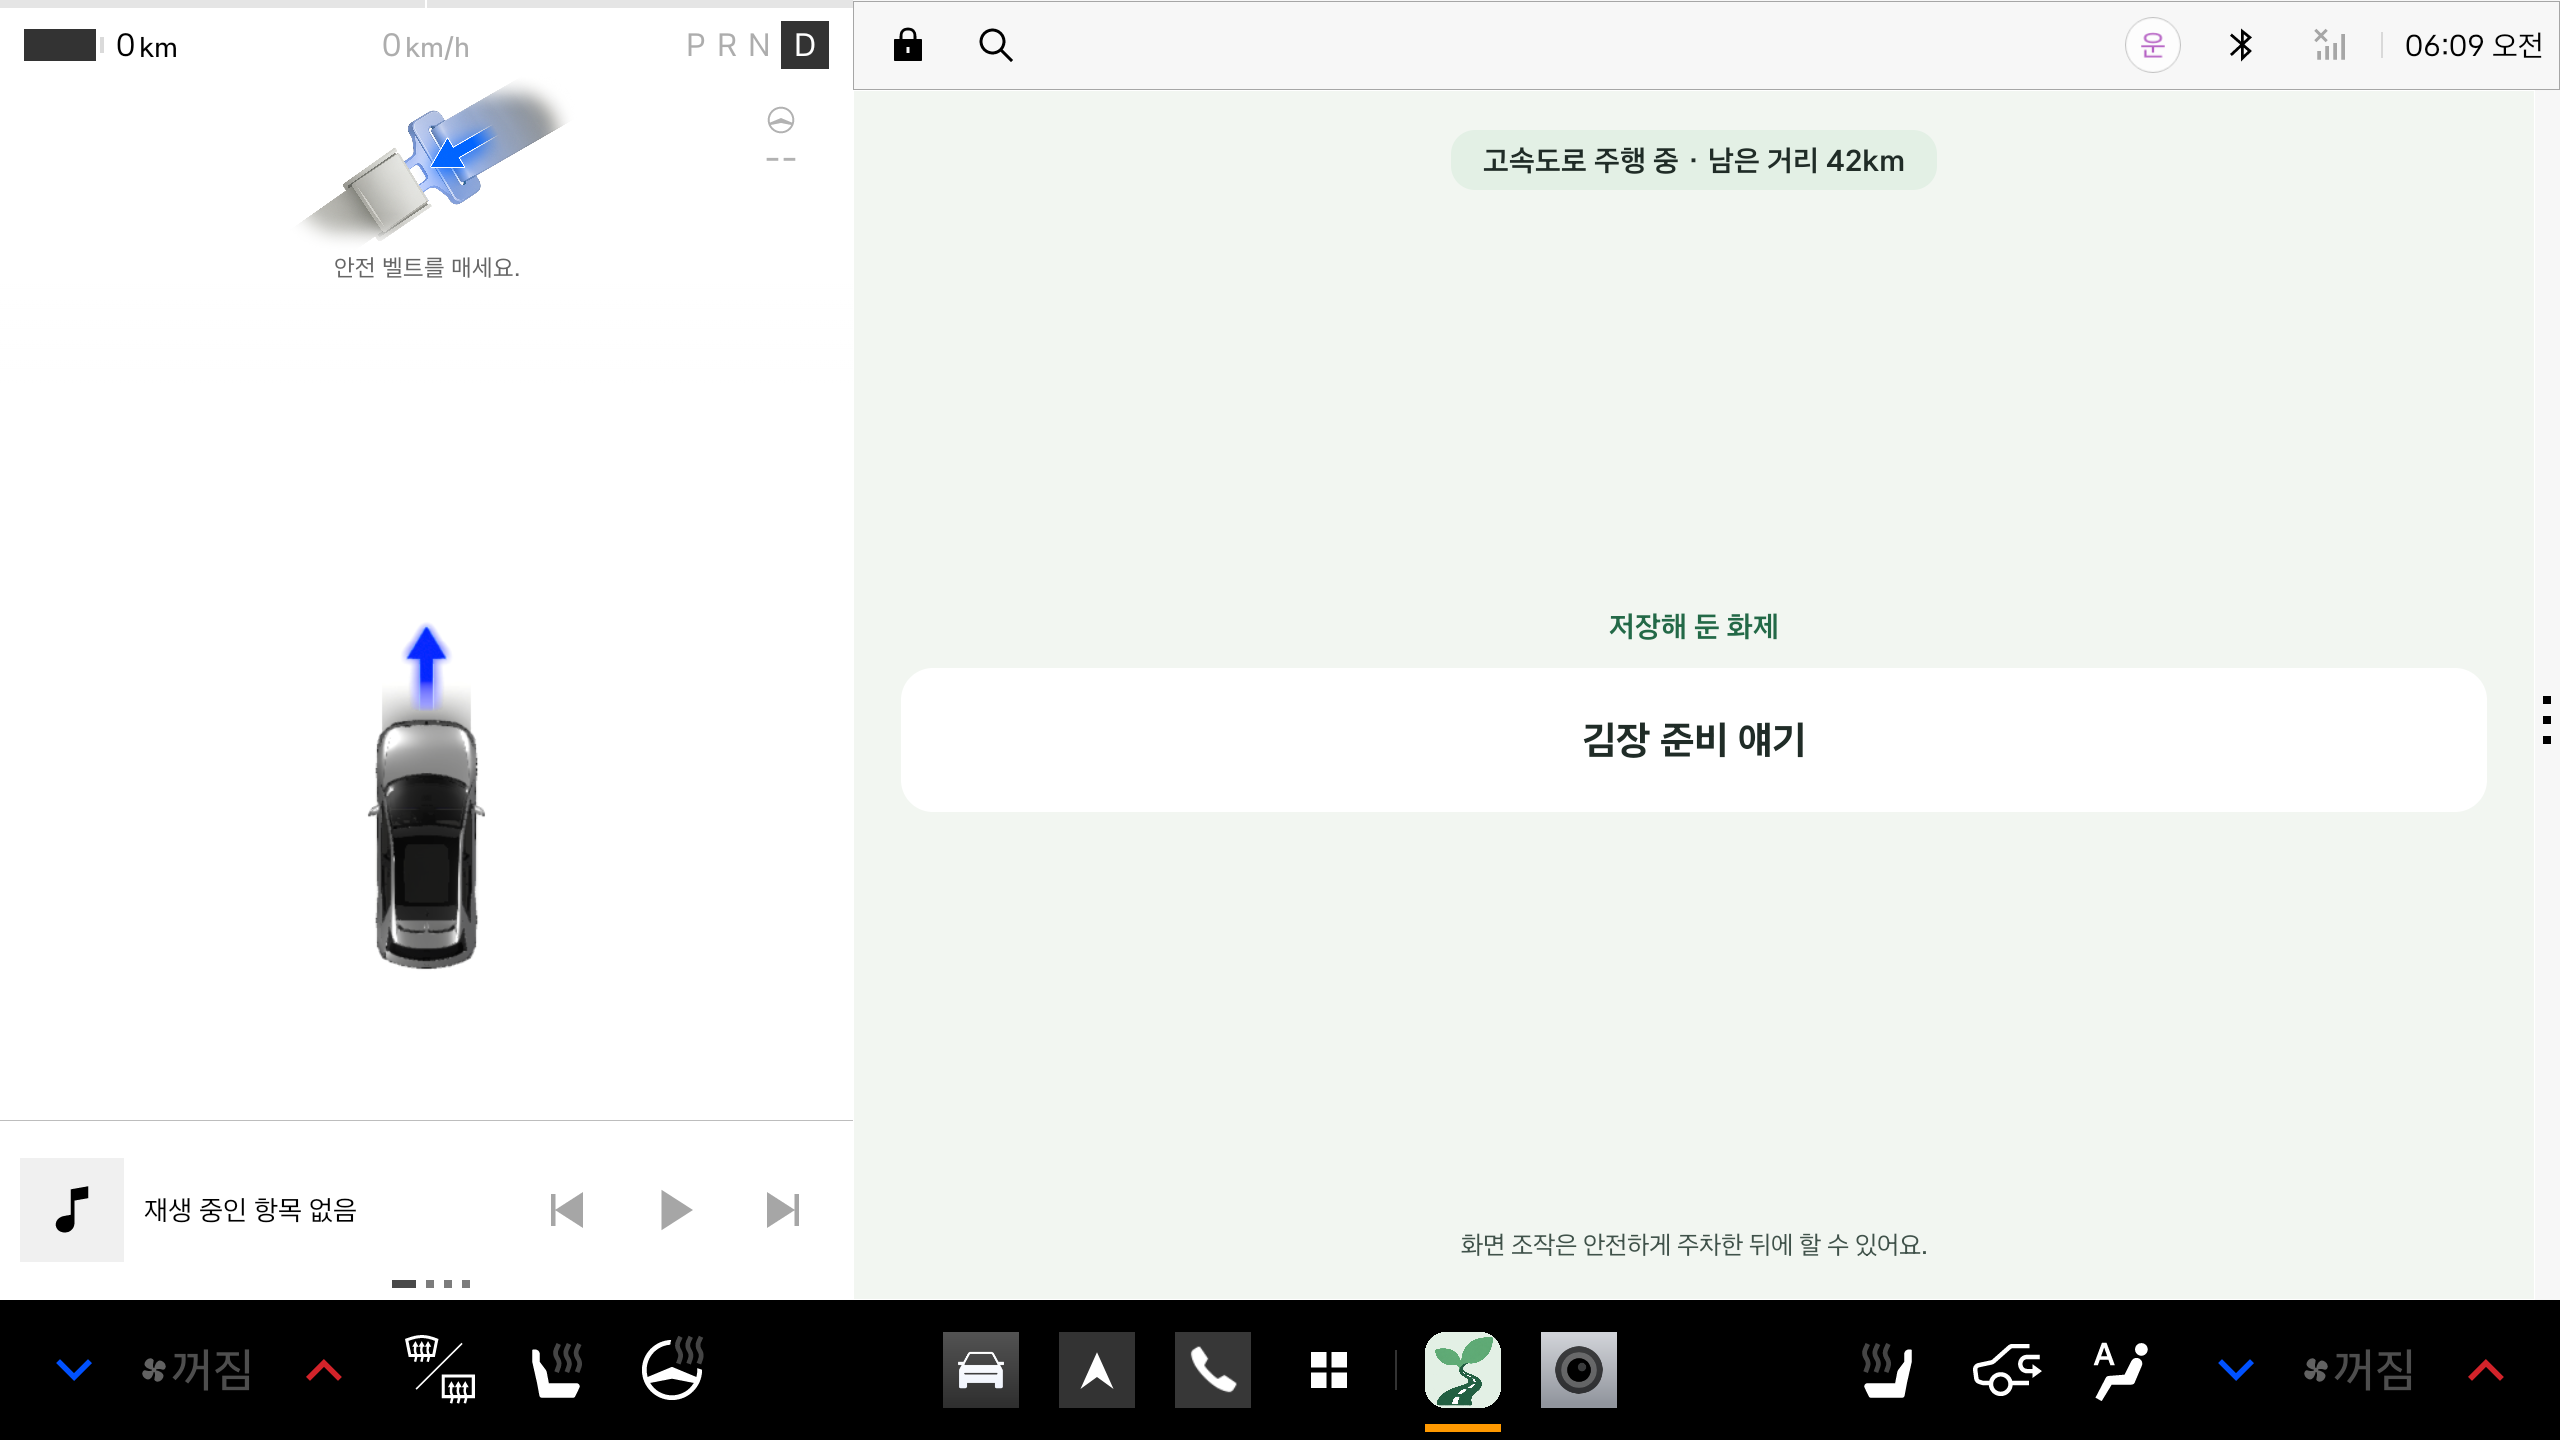 0 km
0 km/h
P R N D
안전 벨트를 매세요.
재생 중인 항목 없음
운
06:09 오전
고속도로 주행 중 · 남은 거리 42km
저장해 둔 화제
김장 준비 얘기
화면 조작은 안전하게 주차한 뒤에 할 수 있어요.
꺼짐
A
꺼짐